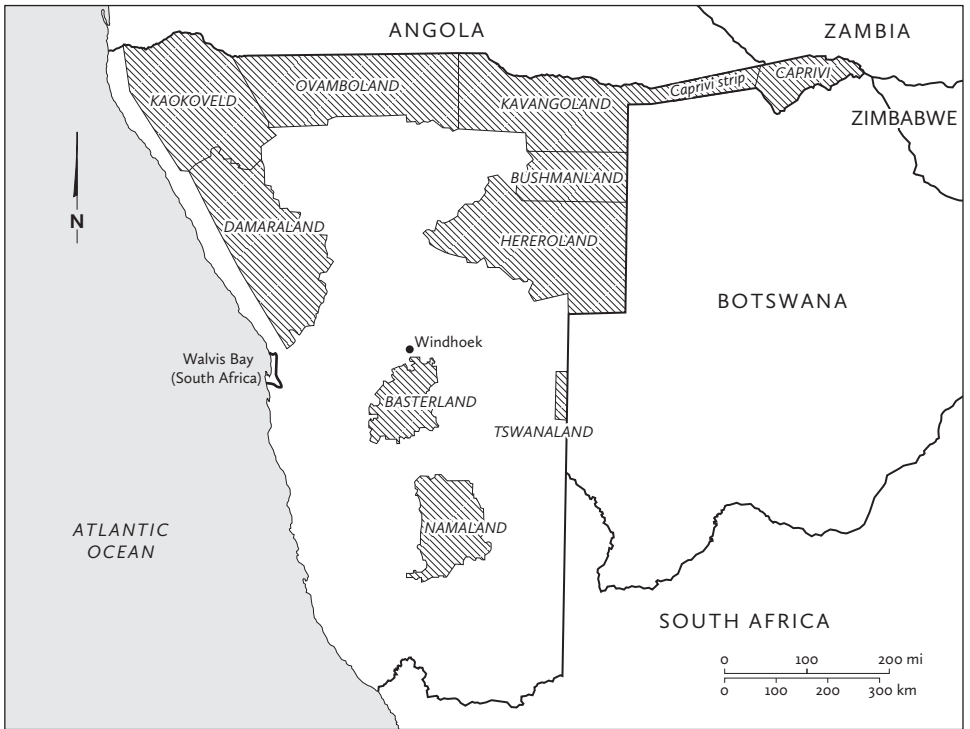 ANGOLA
ZAMBIA
KAOKOVELD
OVAMBOLAND
KAVANGOLAND
Caprivi strip
CAPRIVI
ZIMBABWE
BUSHMANLAND
N
DAMARALAND
HEREROLAND
BOTSWANA
Windhoek
Walvis Bay
(South Africa)
BASTERLAND
TSWANALAND
NAMALAND
ATLANTIC
OCEAN
SOUTH AFRICA
0 100 200 mi
0 100 200 300 km